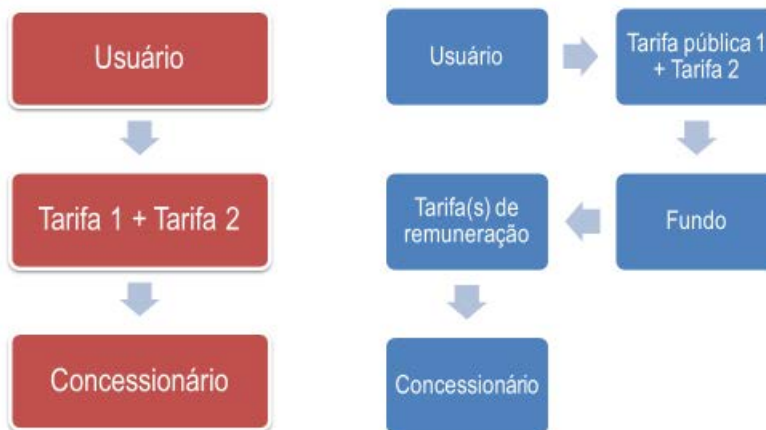 Usuário
Tarifa 1 + Tarifa 2
Concessionário
Usuário
Tarifa pública 1
+ Tarifa 2
Fundo
Tarifa(s) de
remuneração
Concessionário